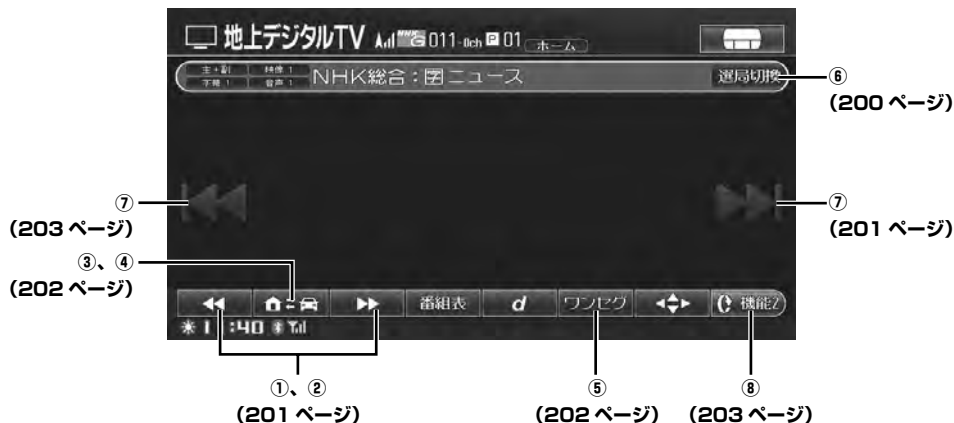 地上デジタルTV 011-0ch P 01 ホーム
主+副 映像 1
字幕 1 音声 1
NHK総合：字ニュース 選局切換
⑥
(200 ページ)
⑦
(203 ページ)
⑦
(201 ページ)
③、④
(202 ページ)
番組表 d ワンセグ 機能2
:40
①、②
(201 ページ)
⑤
(202 ページ)
⑧
(203 ページ)